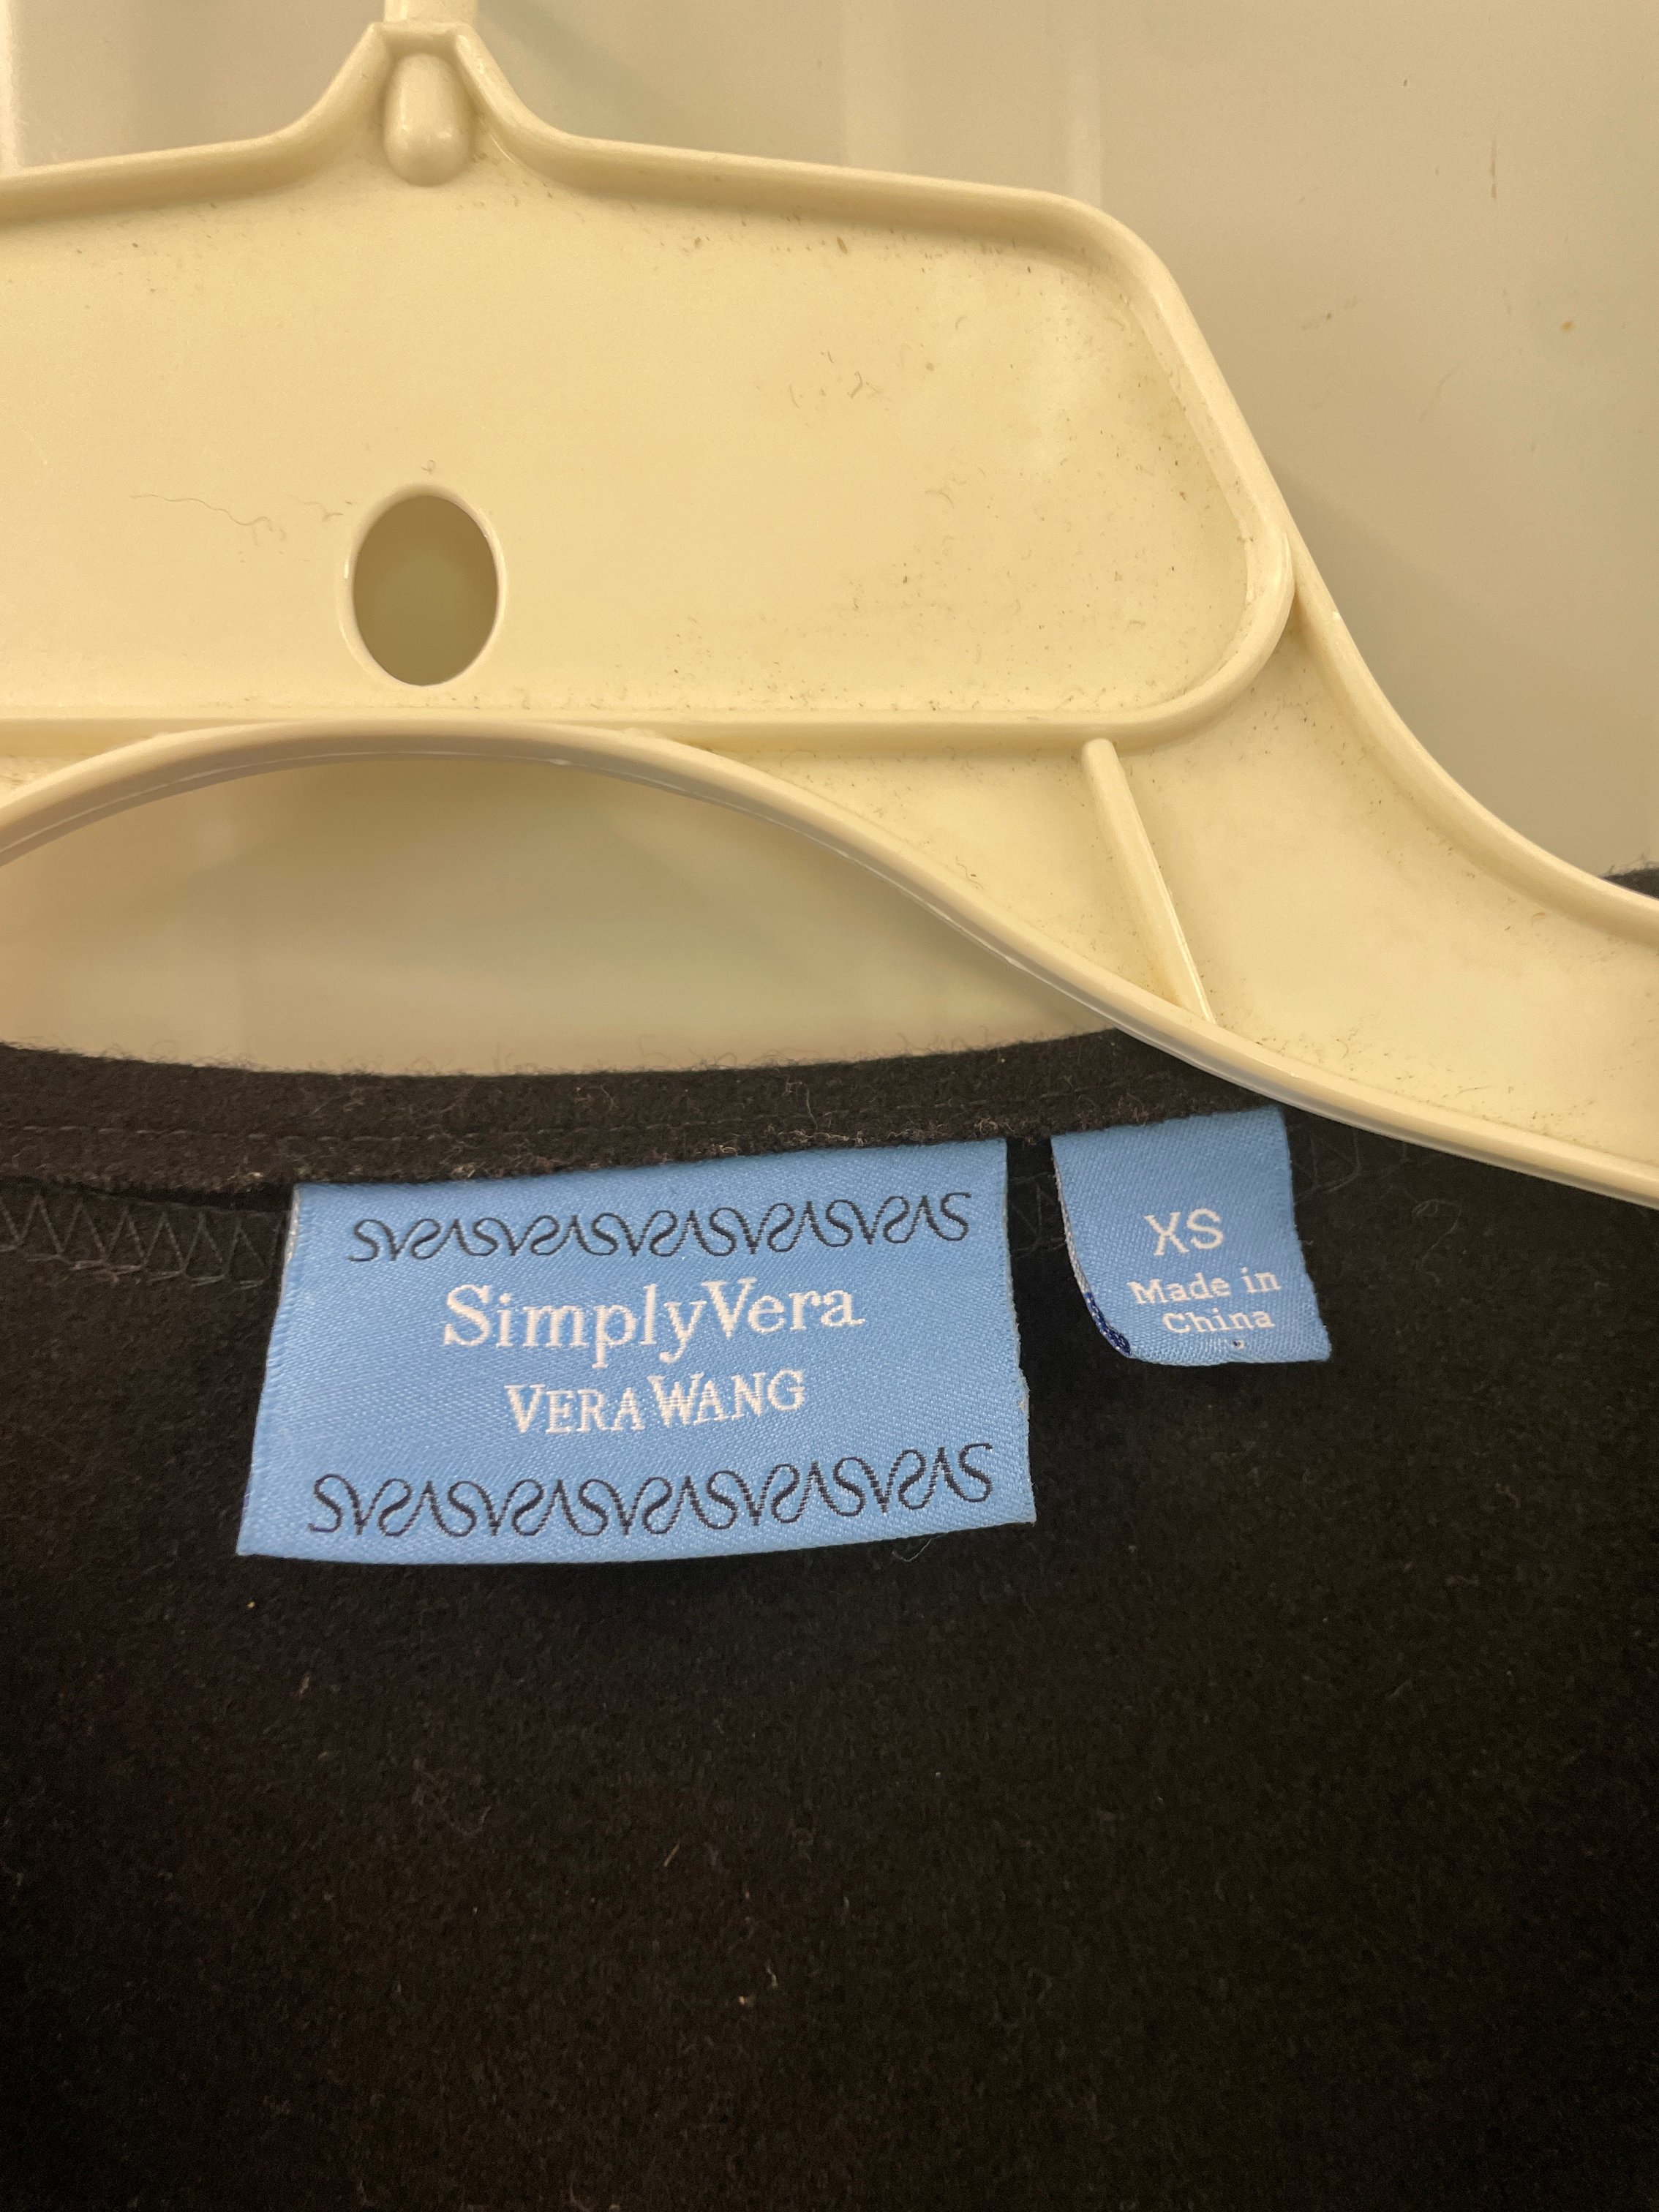 SimplyVera
VERA WANG
XS
Made in
China